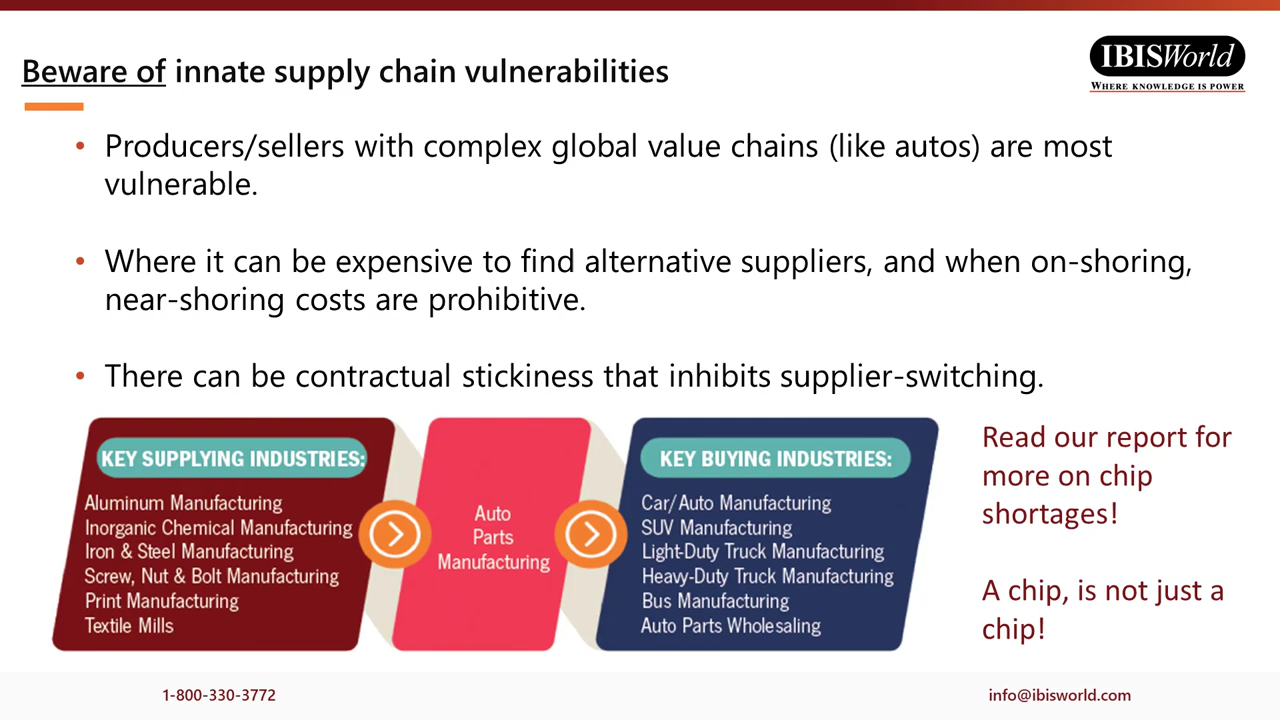 Beware of innate supply chain vulnerabilities
IBISWorld
WHERE KNOWLEDGE IS POWER
• Producers/sellers with complex global value chains (like autos) are most
vulnerable.
• Where it can be expensive to find alternative suppliers, and when on-shoring,
near-shoring costs are prohibitive.
• There can be contractual stickiness that inhibits supplier-switching.
KEY SUPPLYING INDUSTRIES:
Aluminum Manufacturing
Inorganic Chemical Manufacturing
Iron & Steel Manufacturing
Screw, Nut & Bolt Manufacturing
Print Manufacturing
Textile Mills
Auto
Parts
Manufacturing
KEY BUYING INDUSTRIES:
Car/Auto Manufacturing
SUV Manufacturing
Light-Duty Truck Manufacturing
Heavy-Duty Truck Manufacturing
Bus Manufacturing
Auto Parts Wholesaling
Read our report for
more on chip
shortages!
A chip, is not just a
chip!
1-800-330-3772
info@ibisworld.com